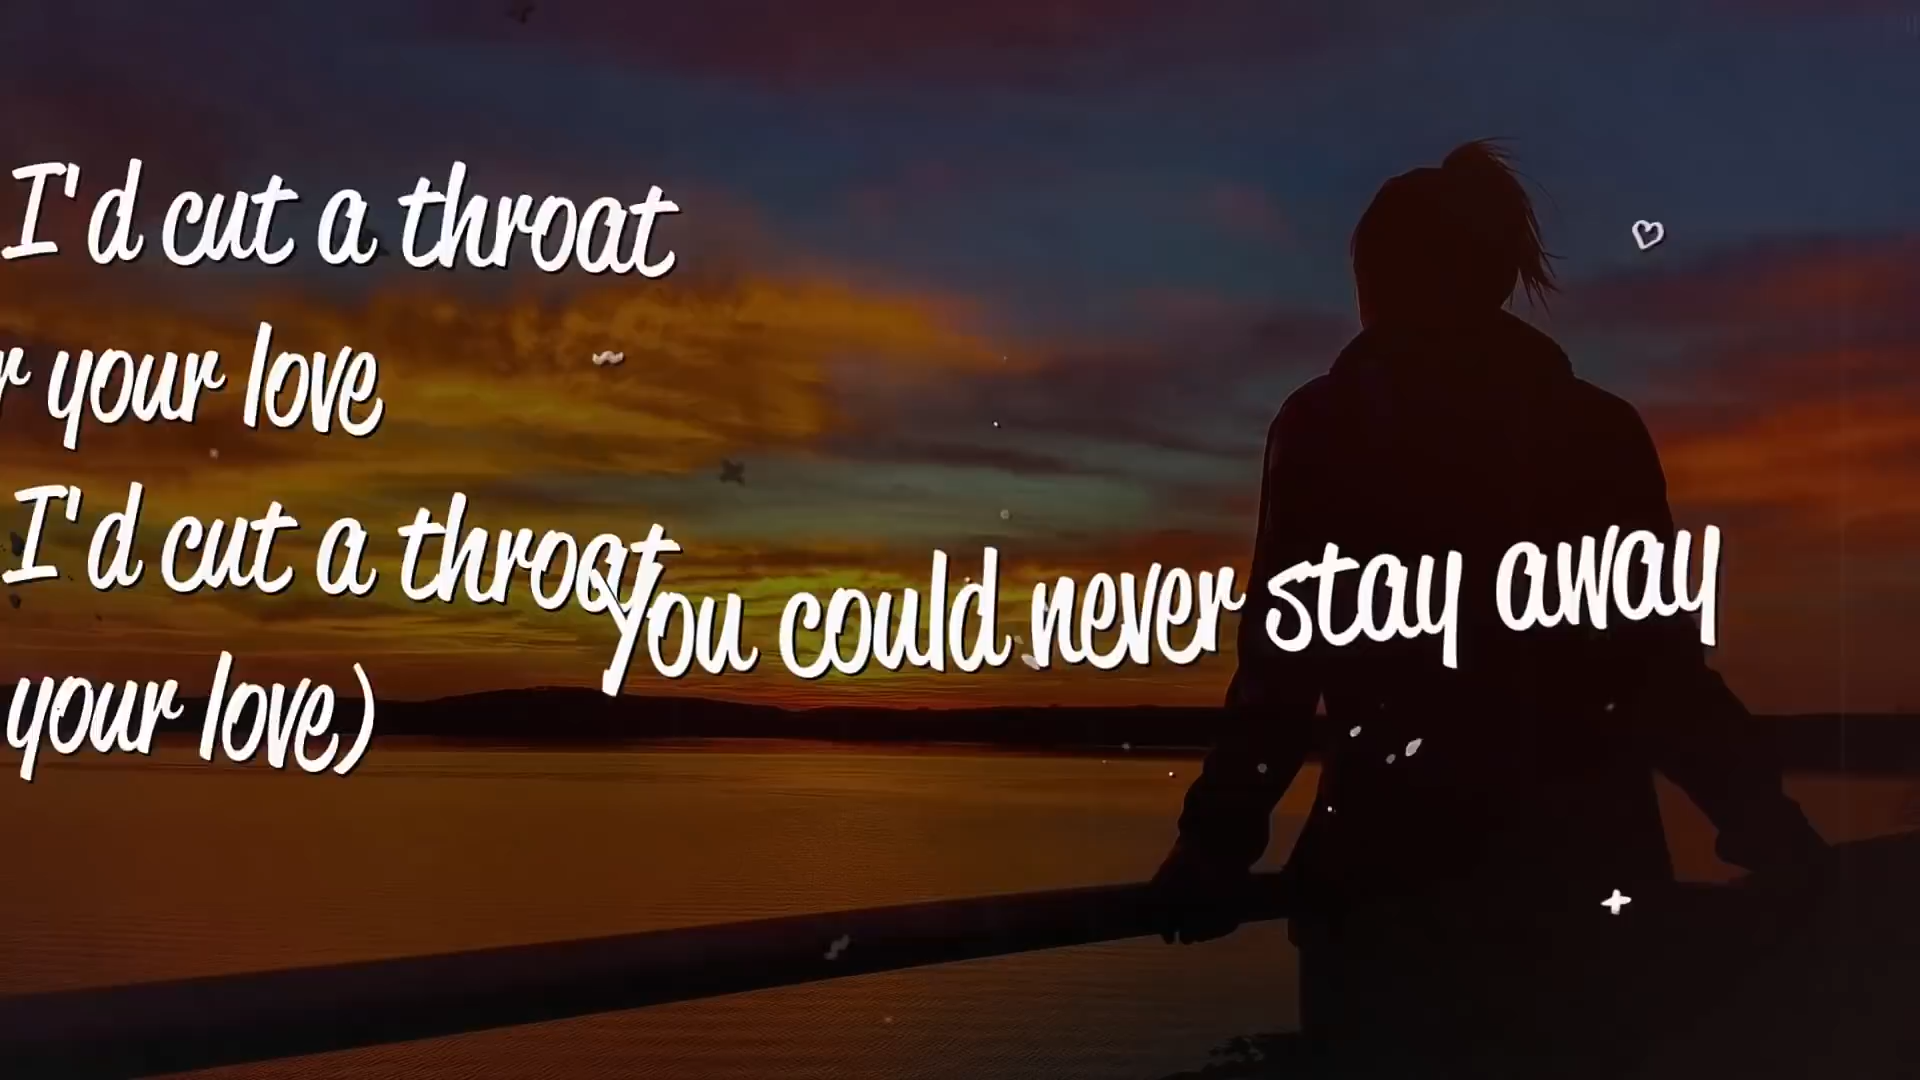 I'd cut a throat
your love
I'd cut a throat
your love)
You could never stay away